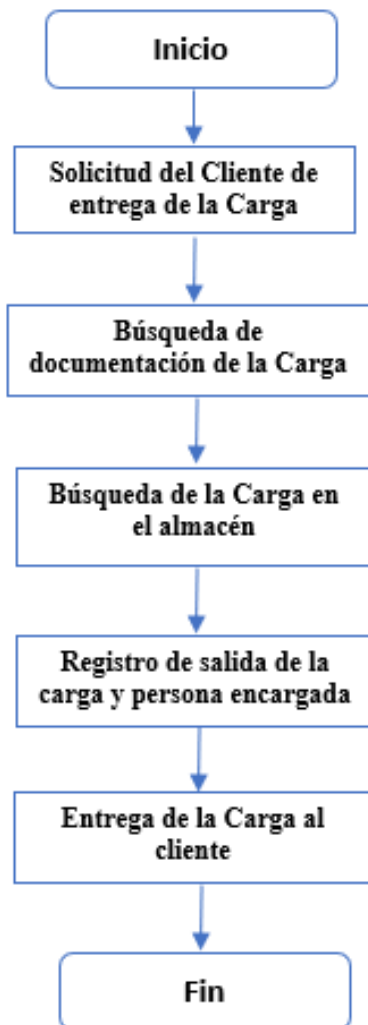 Inicio
Solicitud del Cliente de
entrega de la Carga
Búsqueda de
documentación de la Carga
Búsqueda de la Carga en
el almacén
Registro de salida de la
carga y persona encargada
Entrega de la Carga al
cliente
Fin